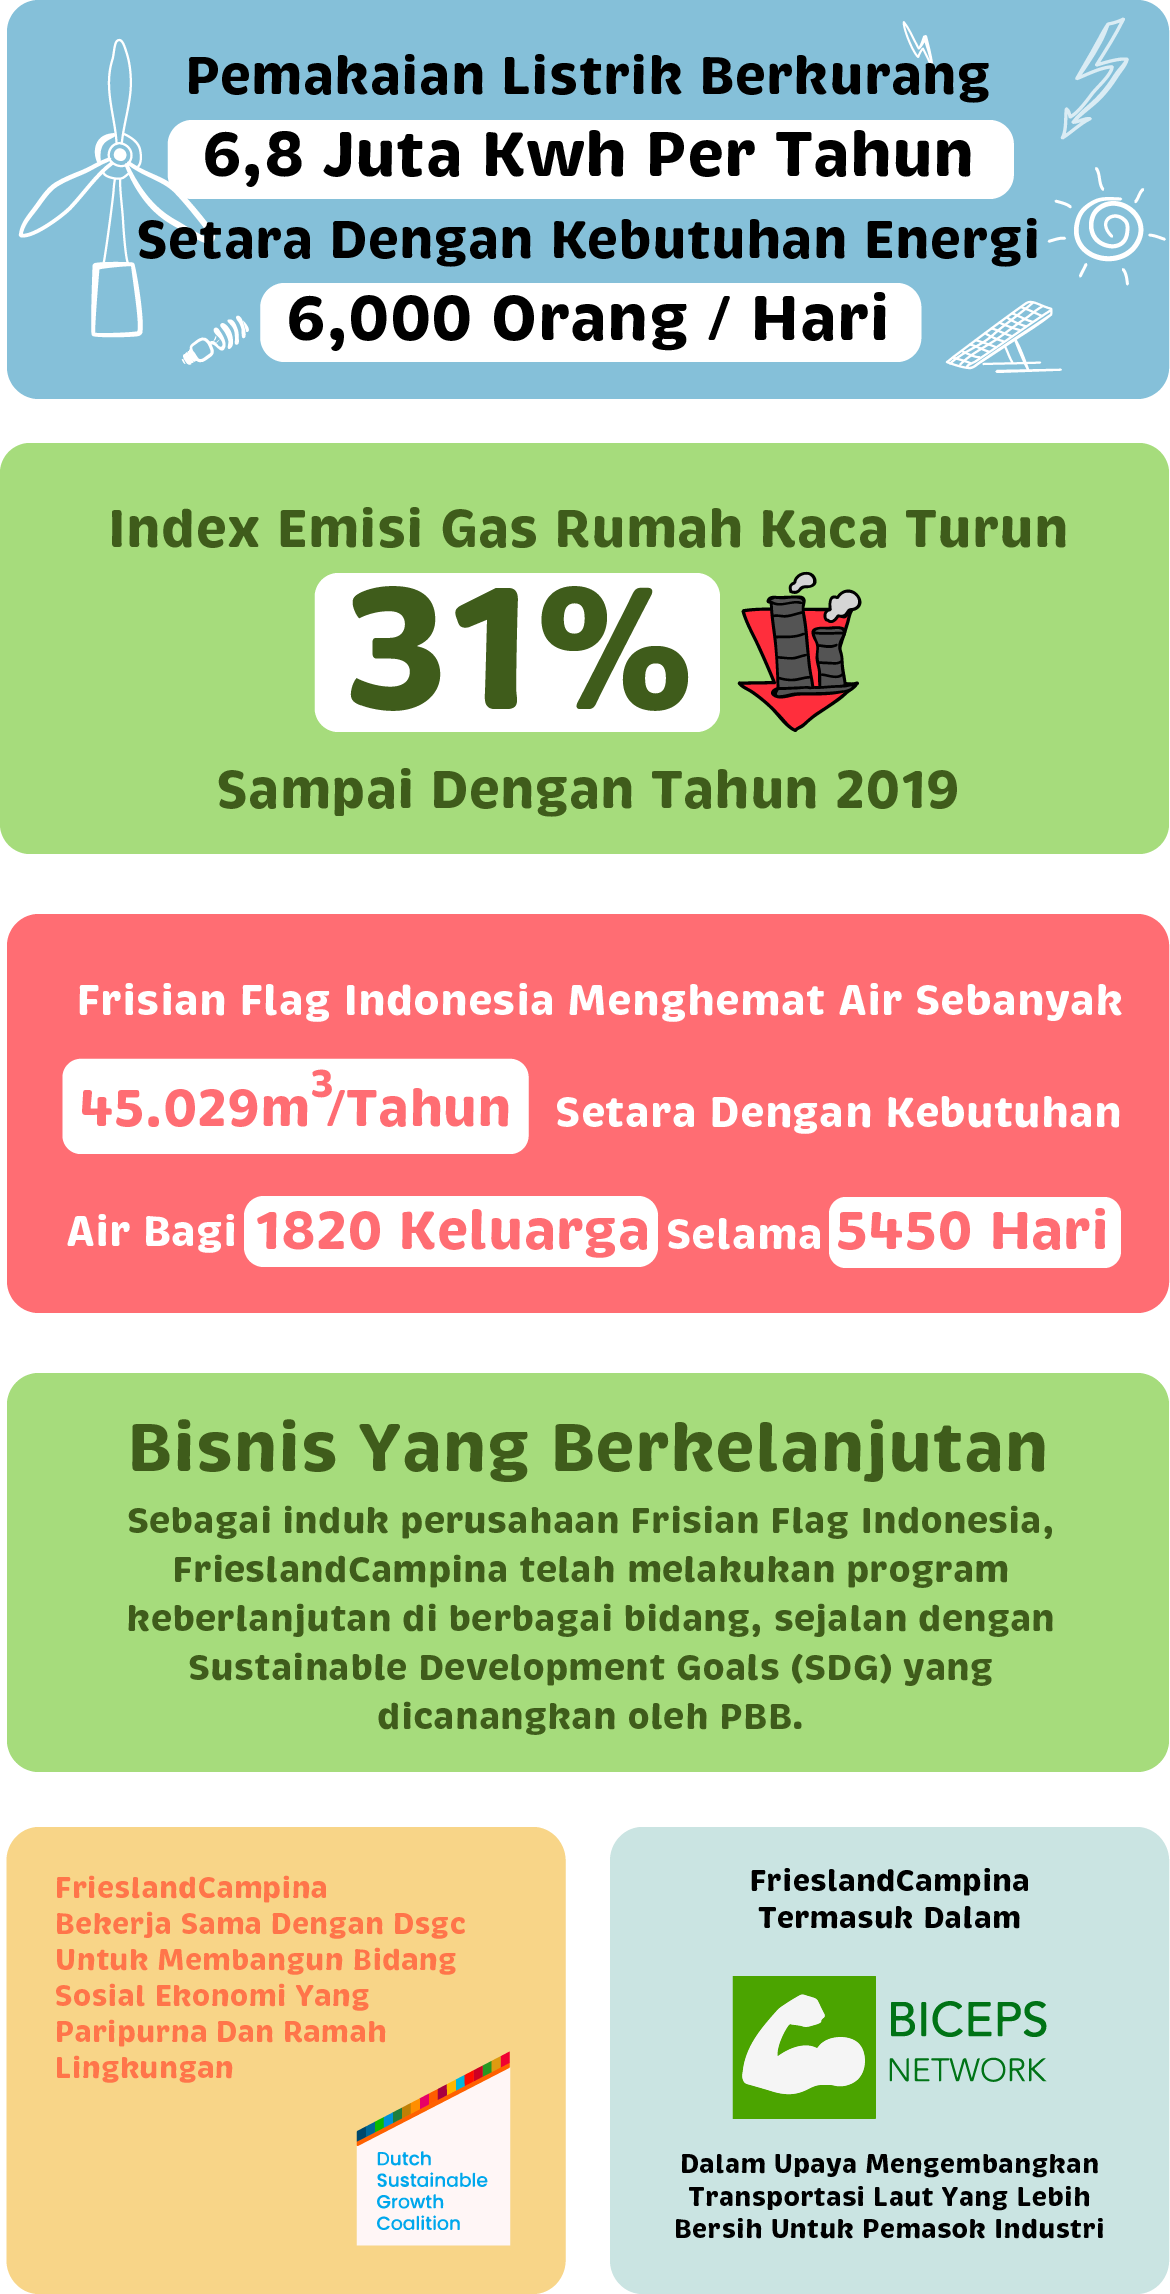 Pemakaian Listrik Berkurang
6,8 Juta Kwh Per Tahun
Setara Dengan Kebutuhan Energi
6,000 Orang / Hari
Index Emisi Gas Rumah Kaca Turun
31%
Sampai Dengan Tahun 2019
Frisian Flag Indonesia Menghemat Air Sebanyak
45.029m³/Tahun Setara Dengan Kebutuhan
Air Bagi 1820 Keluarga Selama 5450 Hari
Bisnis Yang Berkelanjutan
Sebagai induk perusahaan Frisian Flag Indonesia,
FrieslandCampina telah melakukan program
keberlanjutan di berbagai bidang, sejalan dengan
Sustainable Development Goals (SDG) yang
dicanangkan oleh PBB.
FrieslandCampina
Bekerja Sama Dengan Dsgc
Untuk Membangun Bidang
Sosial Ekonomi Yang
Paripurna Dan Ramah
Lingkungan
Dutch
Sustainable
Growth
Coalition
FrieslandCampina
Termasuk Dalam
BICEPS
NETWORK
Dalam Upaya Mengembangkan
Transportasi Laut Yang Lebih
Bersih Untuk Pemasok Industri